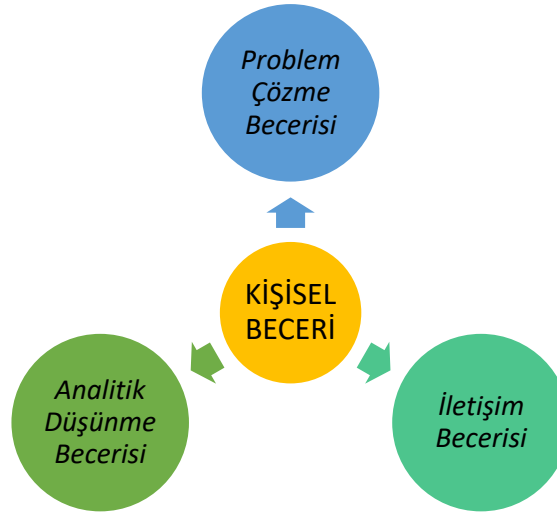 Problem
Çözme
Becerisi
KİŞİSEL
BECERİ
Analitik
Düşünme
Becerisi
İletişim
Becerisi